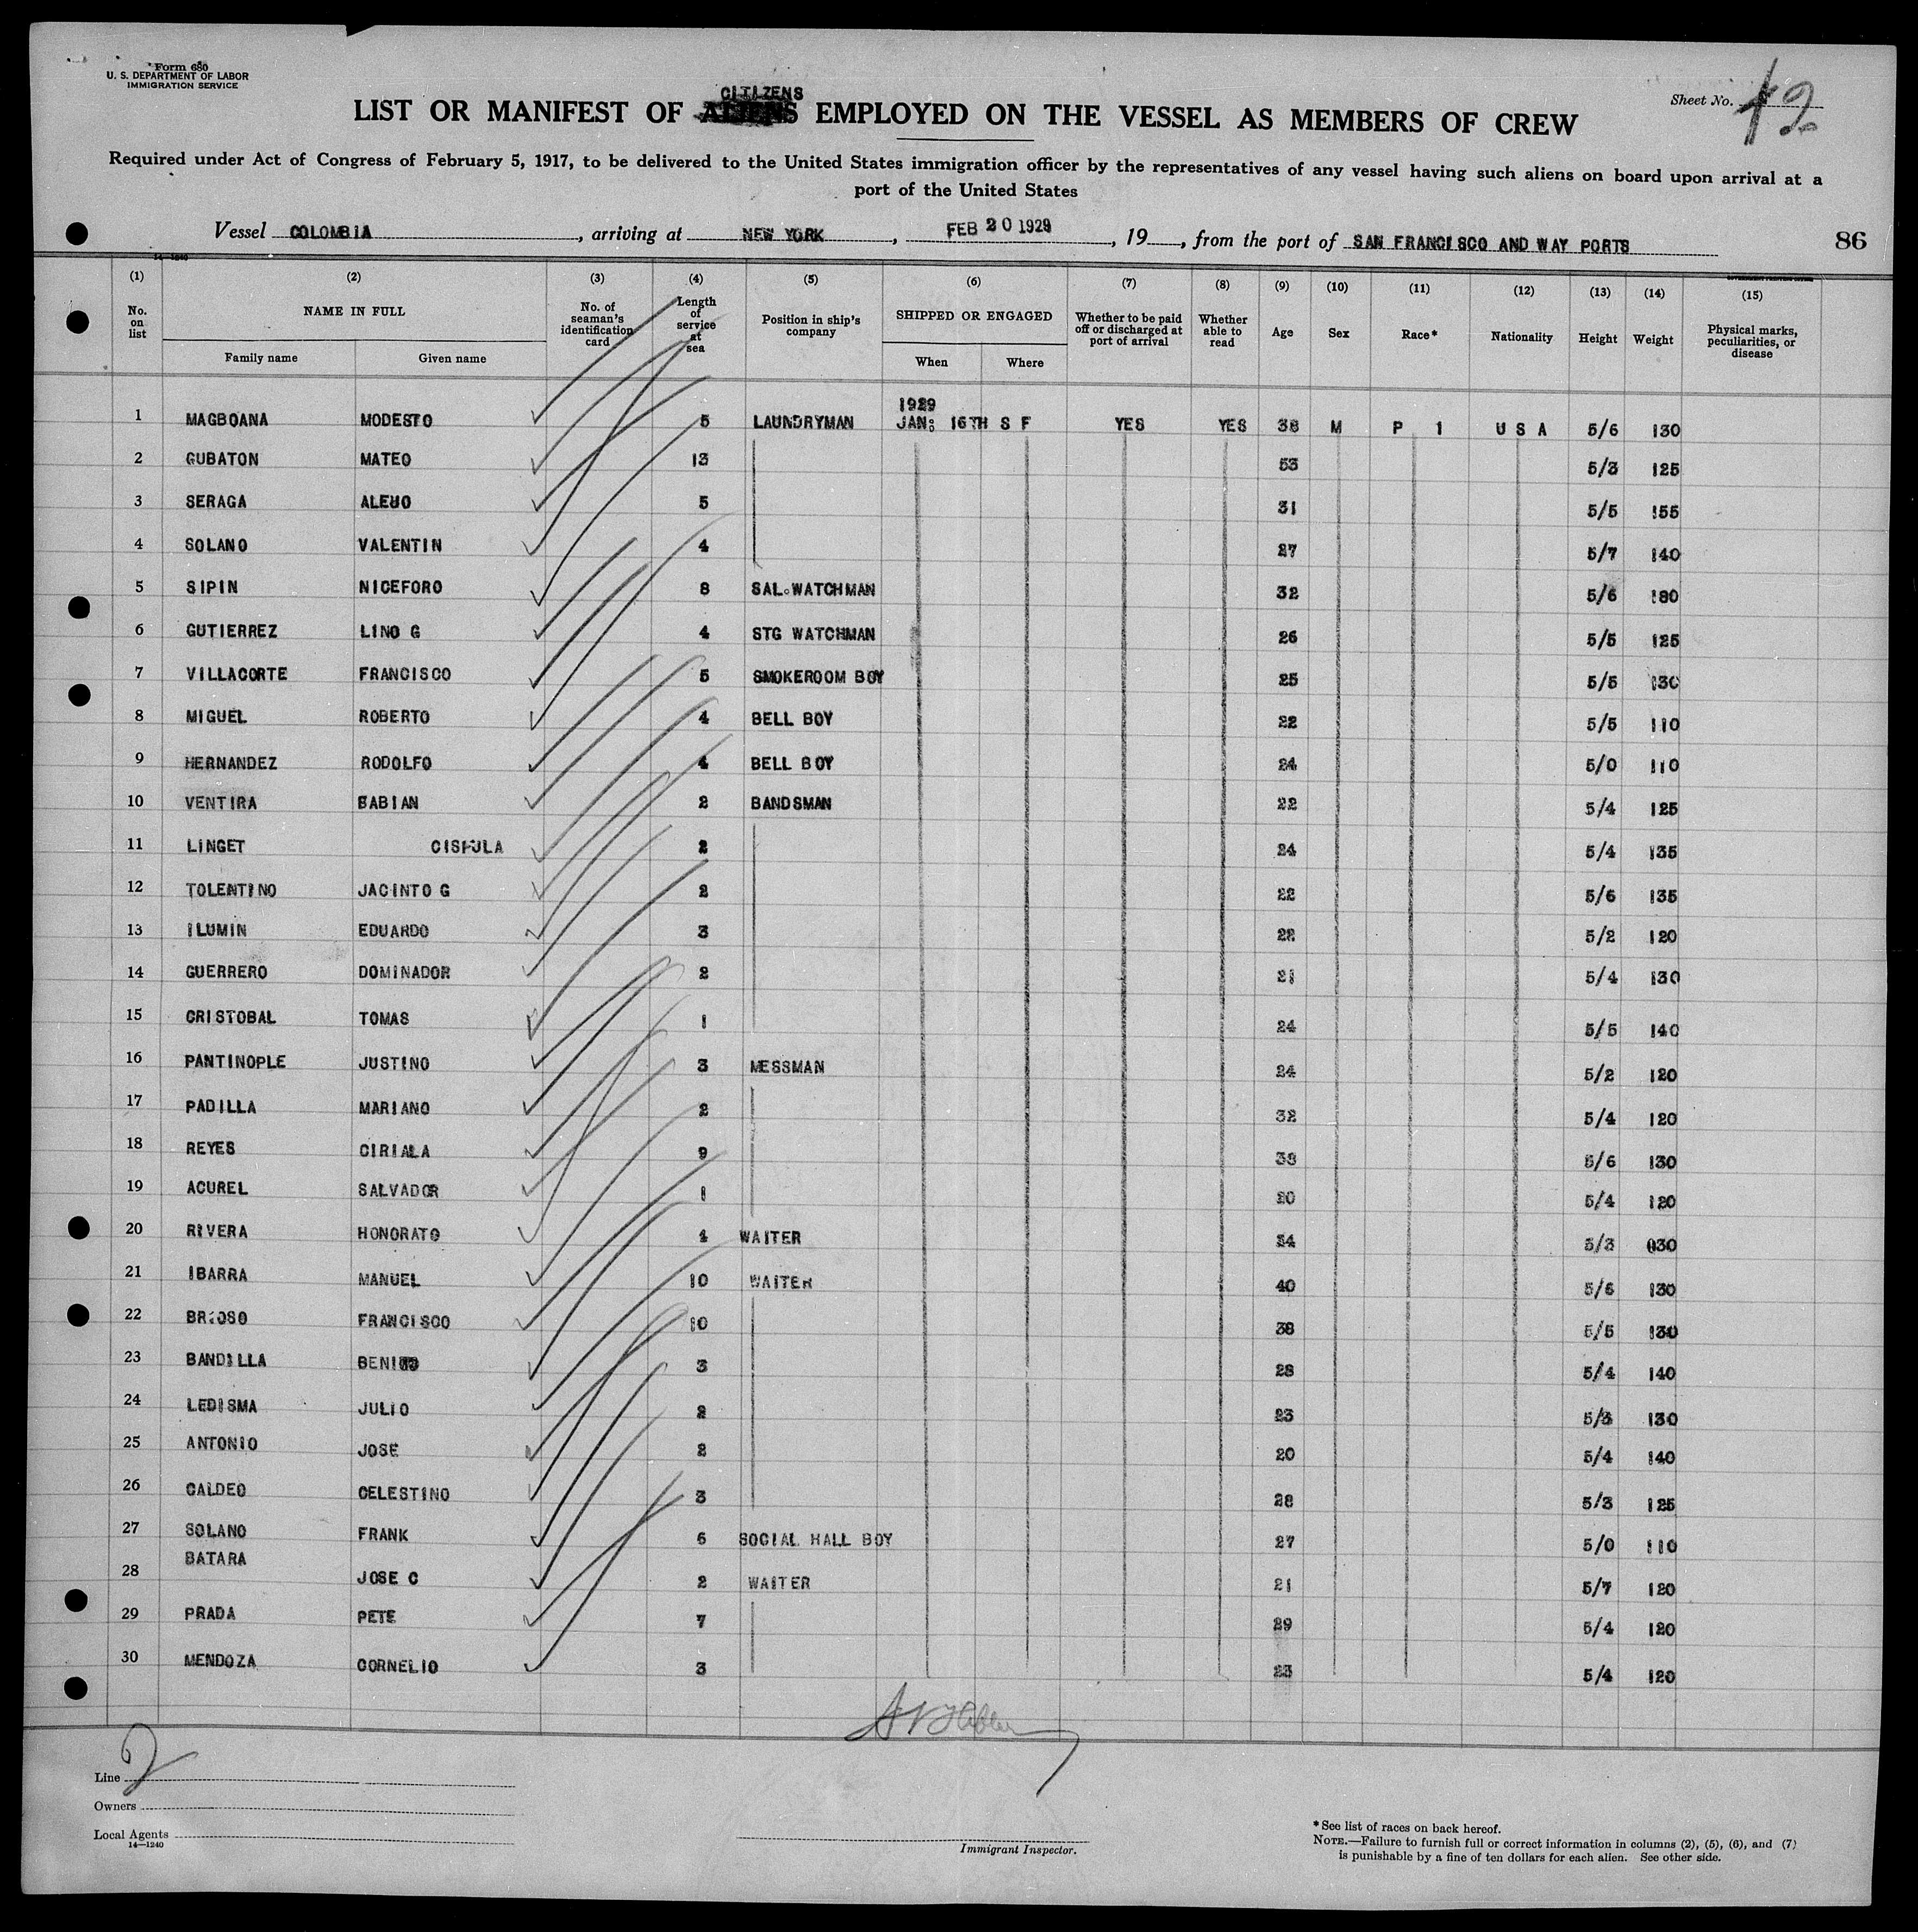 Form 680
U. S. DEPARTMENT OF LABOR
IMMIGRATION SERVICE
Sheet No. 42
CITIZENS
LIST OR MANIFEST OF ALIENS EMPLOYED ON THE VESSEL AS MEMBERS OF CREW
Required under Act of Congress of February 5, 1917, to be delivered to the United States immigration officer by the representatives of any vessel having such aliens on board upon arrival at a
port of the United States
Vessel COLOMBIA, arriving at NEW YORK, FEB 20 1929, 19, from the port of SAN FRANCISCO AND WAY PORTS 86
(1) (2) (3) (4) (5) (6) (7) (8) (9) (10) (11) (12) (13) (14) (15)
No. on list NAME IN FULL No. of seaman's identification card Length of service at sea Position in ship's company SHIPPED OR ENGAGED Whether to be paid off or discharged at port of arrival Whether able to read Age Sex Race* Nationality Height Weight Physical marks, peculiarities, or disease
Family name Given name When Where
1929
1 MAGBOANA MODESTO 5 LAUNDRYMAN JAN: 16TH S F YES YES 38 M P I U S A 5/6 130
2 GUBATON MATEO 13 53 5/3 125
3 SERAGA ALEJO 5 31 5/5 155
4 SOLANO VALENTIN 4 27 5/7 140
5 SIPIN NICEFORO 8 SAL.WATCHMAN 32 5/6 180
6 GUTIERREZ LINO G 4 STG WATCHMAN 26 5/5 125
7 VILLACORTE FRANCISCO 5 SMOKEROOM BOY 25 5/5 130
8 MIGUEL ROBERTO 4 BELL BOY 22 5/5 110
9 HERNANDEZ RODOLFO 4 BELL BOY 24 5/0 110
10 VENTIRA BABIAN 2 BANDSMAN 22 5/4 125
11 LINGET 2 24 5/4 135
12 TOLENTINO JACINTO G 2 22 5/6 135
13 ILUMIN EDUARDO 3 22 5/2 120
14 GUERRERO DOMINADOR 2 21 5/4 130
15 CRISTOBAL TOMAS 1 24 5/5 140
16 PANTINOPLE JUSTINO 3 MESSMAN 24 5/2 120
17 PADILLA MARIANO 2 32 5/4 120
18 REYES CIRIALA 9 38 5/6 130
19 ACUREL SALVADOR 1 20 5/4 120
20 RIVERA HONORATO 4 WAITER 34 5/3 030
21 IBARRA MANUEL 10 WAITER 40 5/6 130
22 BRIOSO FRANCISCO 10 38 5/5 130
23 BANDILLA BENITO 3 28 5/4 140
24 LEDISMA JULIO 2 23 5/3 130
25 ANTONIO JOSE 2 20 5/4 140
26 CALDEO CELESTINO 3 28 5/3 125
27 SOLANO FRANK 6 SOCIAL HALL BOY 27 5/0 110
28 BATARA JOSE C 2 WAITER 21 5/7 120
29 PRADA PETE 7 29 5/4 120
30 MENDOZA CORNELIO 3 23 5/4 120
Line 2
Owners
Local Agents
14—1240
Immigrant Inspector.
* See list of races on back hereof.
NOTE.—Failure to furnish full or correct information in columns (2), (5), (6), and (7)
is punishable by a fine of ten dollars for each alien. See other side.